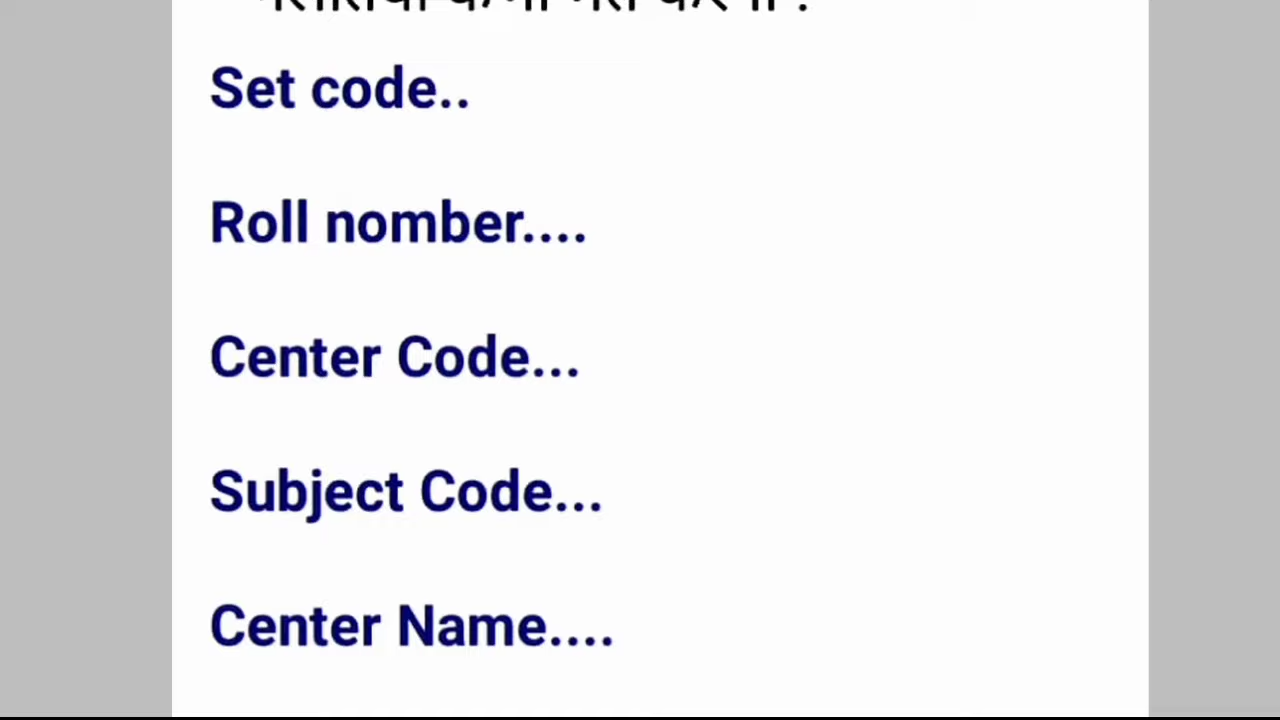 Set code..
Roll nomber....
Center Code...
Subject Code...
Center Name....